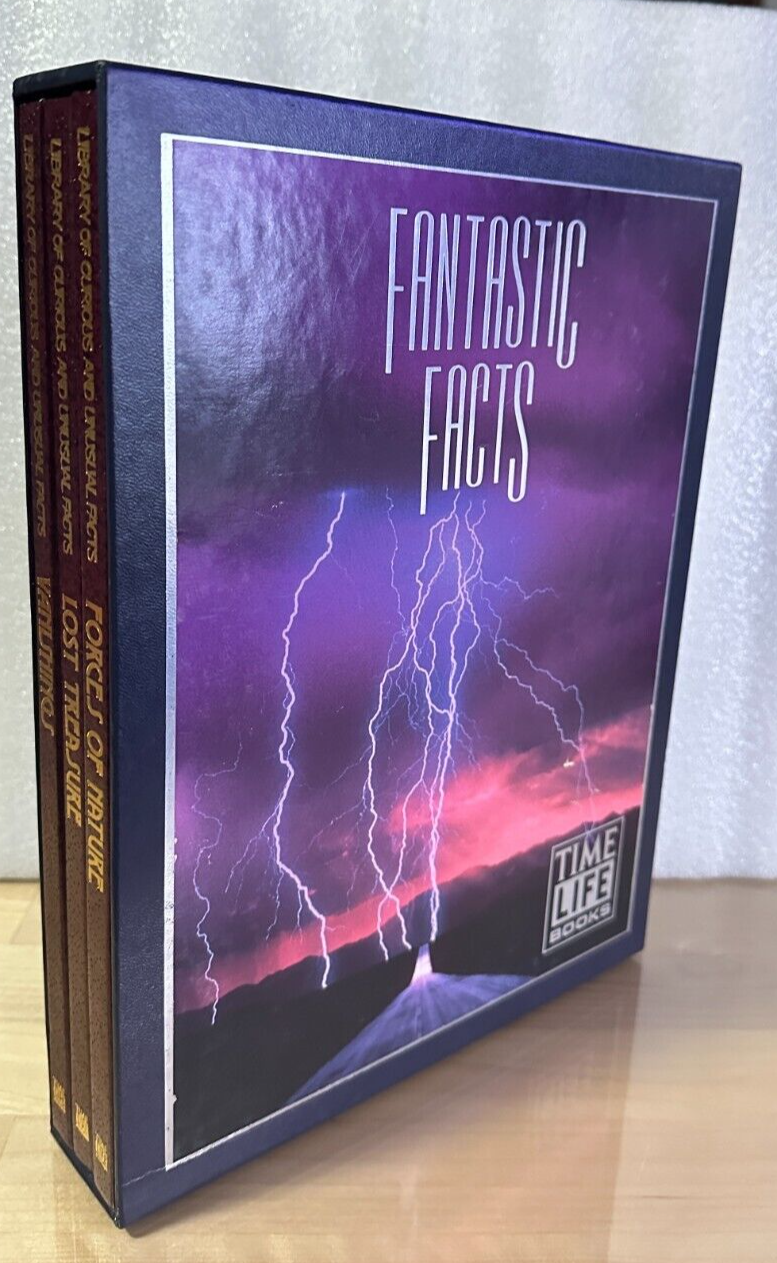 FANTASTIC
FACTS
TIME
LIFE
BOOKS
LIBRARY OF CURIOUS AND UNUSUAL FACTS VANISHINGS
LIBRARY OF CURIOUS AND UNUSUAL FACTS LOST TREASURE
LIBRARY OF CURIOUS AND UNUSUAL FACTS FORCES OF NATURE